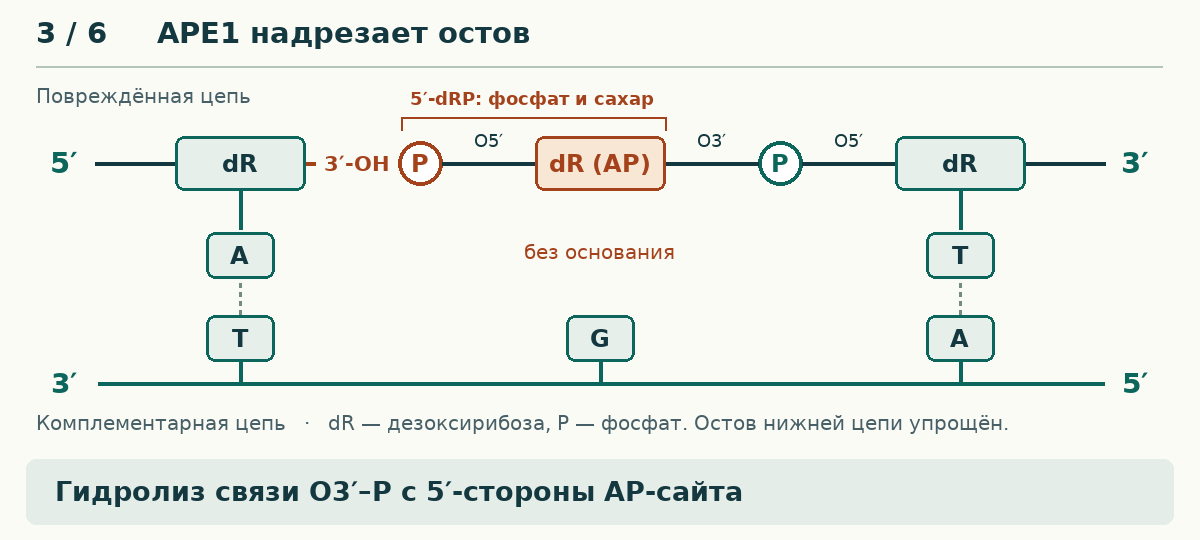 3 / 6 APE1 надрезает остов
Повреждённая цепь
5′-dRP: фосфат и сахар
O5′ O3′ O5′
5′ dR 3′-OH P dR (AP) P dR 3′
A без основания T
T G A
3′ 5′
Комплементарная цепь · dR — дезоксирибоза, P — фосфат. Остов нижней цепи упрощён.
Гидролиз связи O3′–P с 5′-стороны AP-сайта